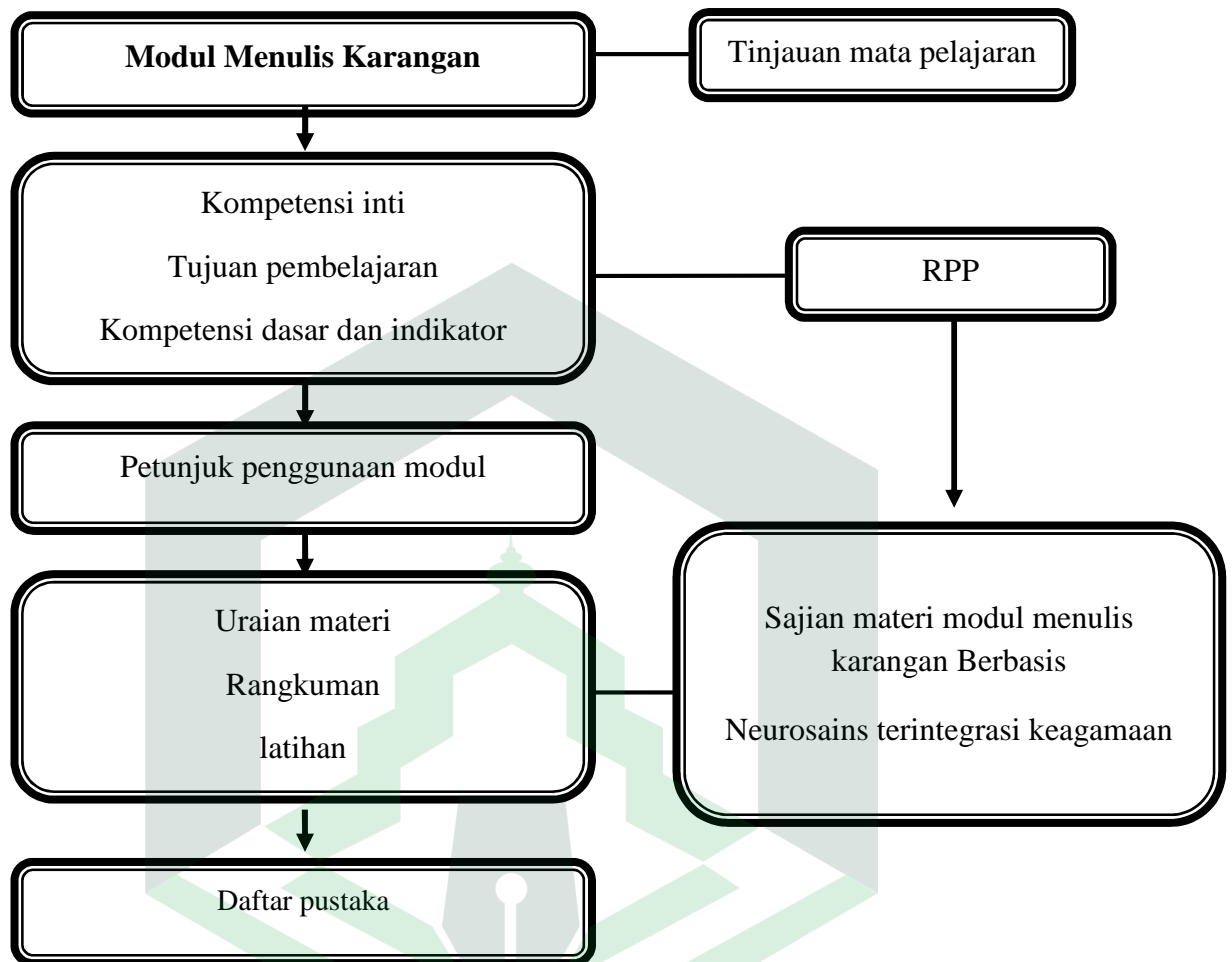 Modul Menulis Karangan
Tinjauan mata pelajaran
Kompetensi inti
Tujuan pembelajaran
Kompetensi dasar dan indikator
RPP
Petunjuk penggunaan modul
Uraian materi
Rangkuman
latihan
Sajian materi modul menulis
karangan Berbasis
Neurosains terintegrasi keagamaan
Daftar pustaka